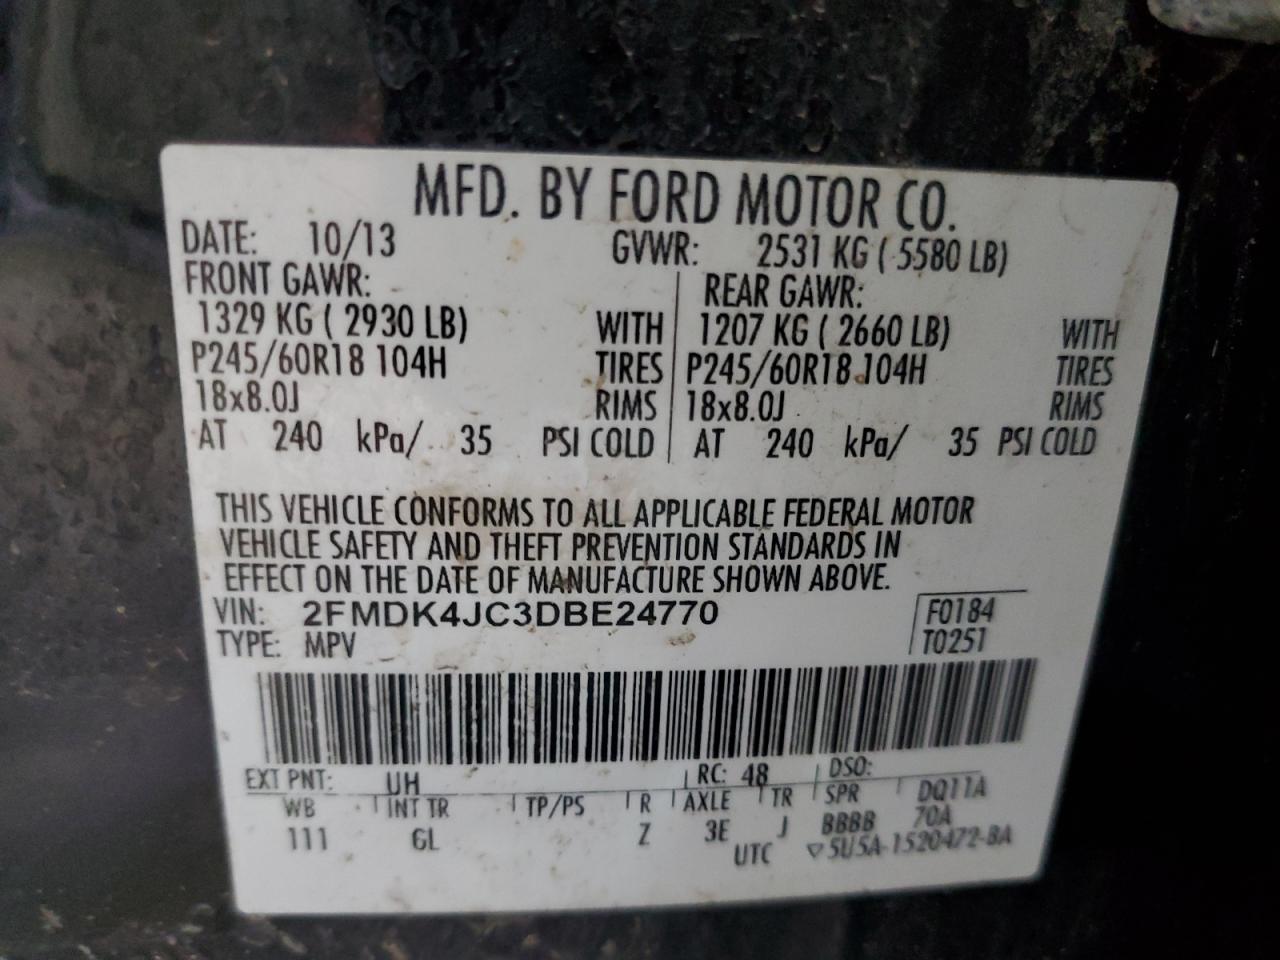 MFD. BY FORD MOTOR CO.
DATE: 10/13 GVWR: 2531 KG ( 5580 LB)
FRONT GAWR: REAR GAWR:
1329 KG ( 2930 LB) WITH 1207 KG ( 2660 LB) WITH
P245/60R18 104H TIRES P245/60R18 104H TIRES
18x8.0J RIMS 18x8.0J RIMS
AT 240 kPa/ 35 PSI COLD AT 240 kPa/ 35 PSI COLD
THIS VEHICLE CONFORMS TO ALL APPLICABLE FEDERAL MOTOR
VEHICLE SAFETY AND THEFT PREVENTION STANDARDS IN
EFFECT ON THE DATE OF MANUFACTURE SHOWN ABOVE.
VIN: 2FMDK4JC3DBE24770 F0184
TYPE: MPV T0251
EXT PNT: UH RC: 48 DSO:
WB INT TR TP/PS R AXLE TR SPR DQ11A
111 GL Z 3E J BBBB 70A
UTC ▽5U5A-1520472-BA